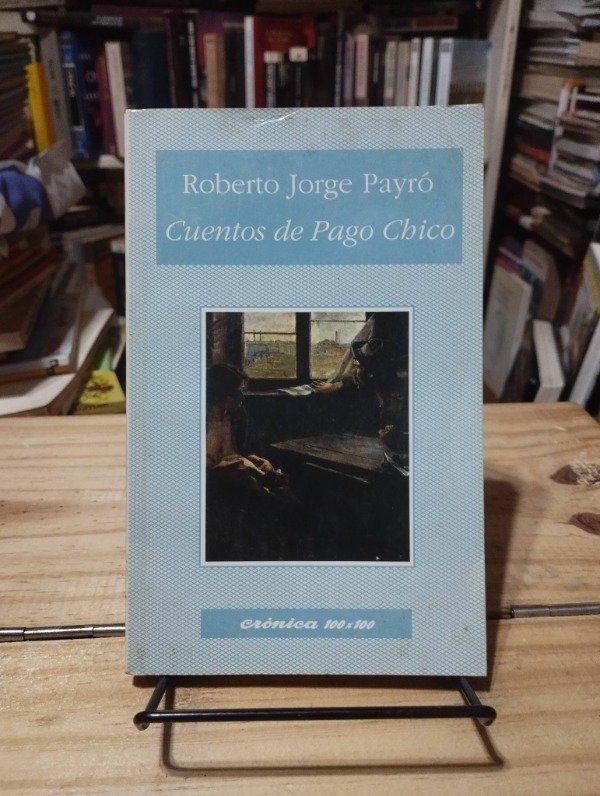 Roberto Jorge Payró
Cuentos de Pago Chico
crónica 100x100